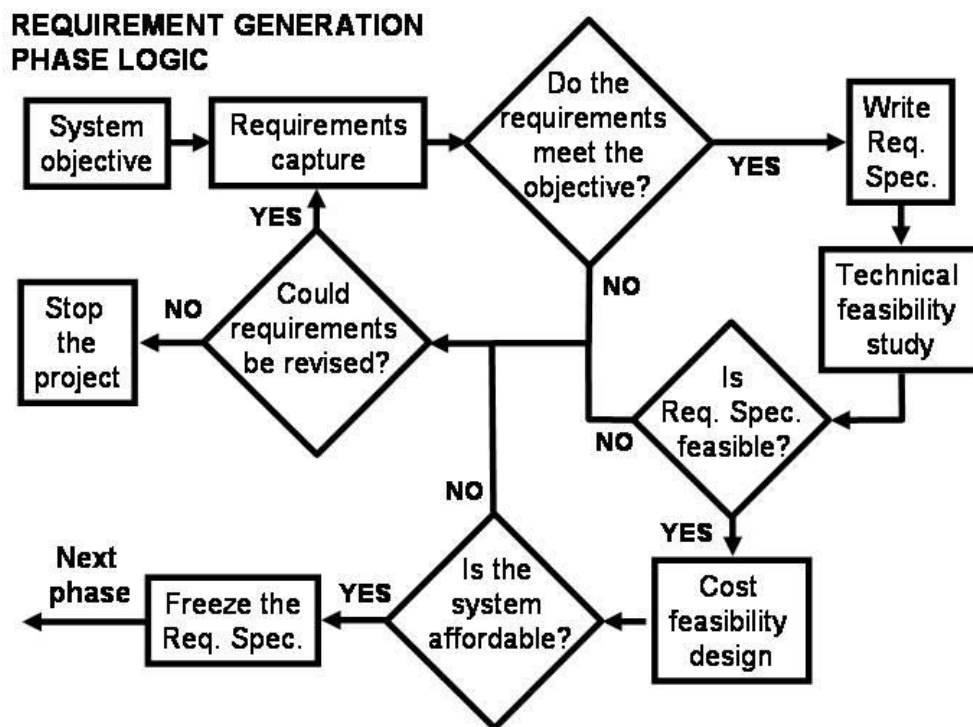 REQUIREMENT GENERATION
PHASE LOGIC
System
objective
Requirements
capture
Do the
requirements
meet the
objective?
YES
Write
Req.
Spec.
YES
NO
Technical
feasibility
study
Stop
the
project
NO
Could
requirements
be revised?
Is
Req. Spec.
feasible?
NO
YES
NO
Cost
feasibility
design
Is the
system
affordable?
YES
Freeze the
Req. Spec.
Next
phase